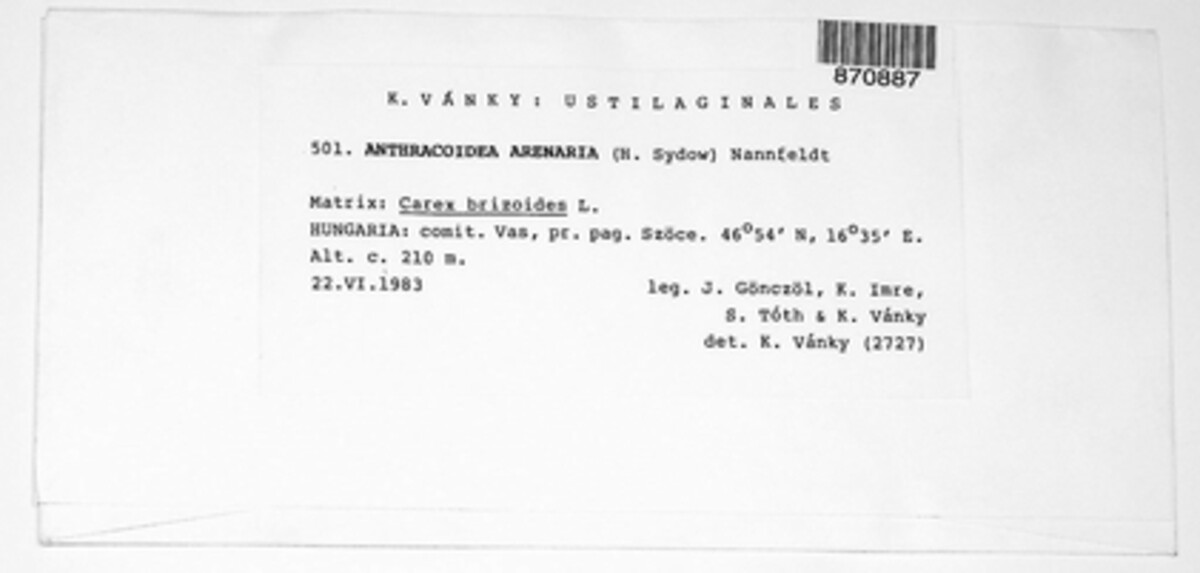 870887
K. VÁNKY: USTILAGINALES
501. ANTHRACOIDEA ARENARIA (H. Sydow) Nannfeldt
Matrix: Carex brizoides L.
HUNGARIA: comit. Vas, pr. pag. Szöce. 46°54' N, 16°35' E.
Alt. c. 210 m.
22.VI.1983
leg. J. Gönczöl, K. Imre,
S. Tóth & K. Vánky
det. K. Vánky (2727)